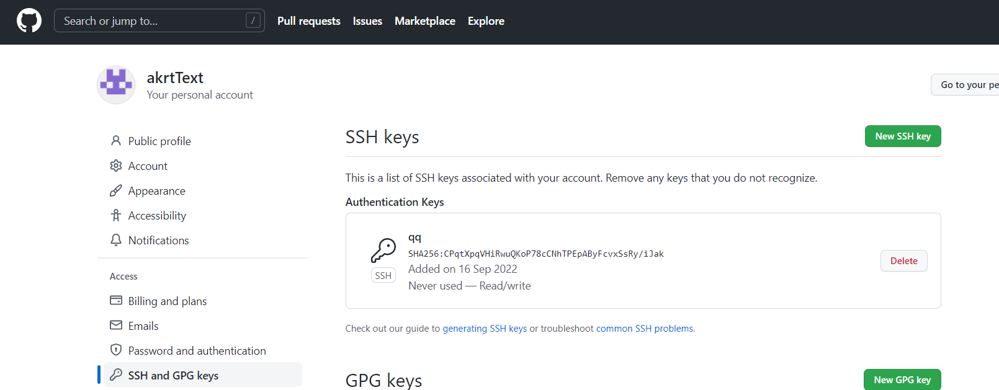 Search or jump to... /
Pull requests Issues Marketplace Explore
akrtText
Your personal account
Go to your pe
Public profile
Account
Appearance
Accessibility
Notifications
Access
Billing and plans
Emails
Password and authentication
SSH and GPG keys
SSH keys
New SSH key
This is a list of SSH keys associated with your account. Remove any keys that you do not recognize.
Authentication Keys
qq
SHA256:CPqtXpqVHiRwuQKoP78cCNhTPEpAByFcvxSsRy/iJak
Added on 16 Sep 2022
Never used — Read/write
SSH
Delete
Check out our guide to generating SSH keys or troubleshoot common SSH problems.
GPG keys
New GPG key